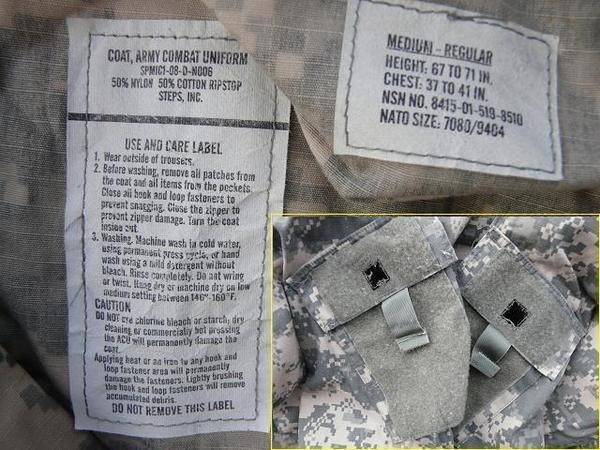 COAT, ARMY COMBAT UNIFORM
SPMIC1-08-D-N006
50% NYLON 50% COTTON RIPSTOP
STEPS, INC.
USE AND CARE LABEL
1. Wear outside of trousers.
2. Before washing, remove all patches from
the coat and all items from the pockets.
Close all hook and loop fasteners to
prevent snagging. Close the zipper to
prevent zipper damage. Turn the coat
inside out.
3. Washing. Machine wash in cold water,
using permanent press cycle, or hand
wash using a mild detergent without
bleach. Rinse completely. Do not wring
or twist. Hang dry or machine dry on low
medium setting between 146°-160°F.
CAUTION
DO NOT use chlorine bleach or starch; dry
cleaning or commercially hot pressing
the ACU will permanently damage the
coat.
Applying heat or an iron to any hook and
loop fastener area will permanently
damage the fasteners. Lightly brushing
the hook and loop fasteners will remove
accumulated debris.
DO NOT REMOVE THIS LABEL
MEDIUM - REGULAR
HEIGHT: 67 TO 71 IN.
CHEST: 37 TO 41 IN.
NSN NO. 8415-01-519-8510
NATO SIZE: 7080/9404